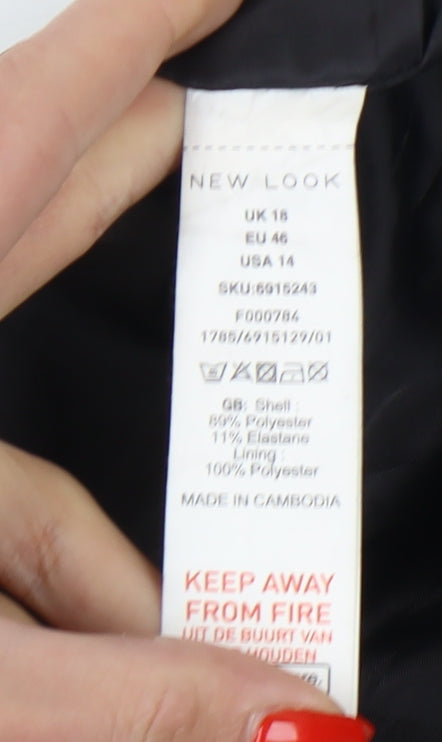 NEW LOOK
UK 18
EU 46
USA 14
SKU:6915243
F000784
1785/6915129/01
GB: Shell :
89% Polyester
11% Elastane
Lining :
100% Polyester
MADE IN CAMBODIA
KEEP AWAY
FROM FIRE
UIT DE BUURT VAN
HOUDEN